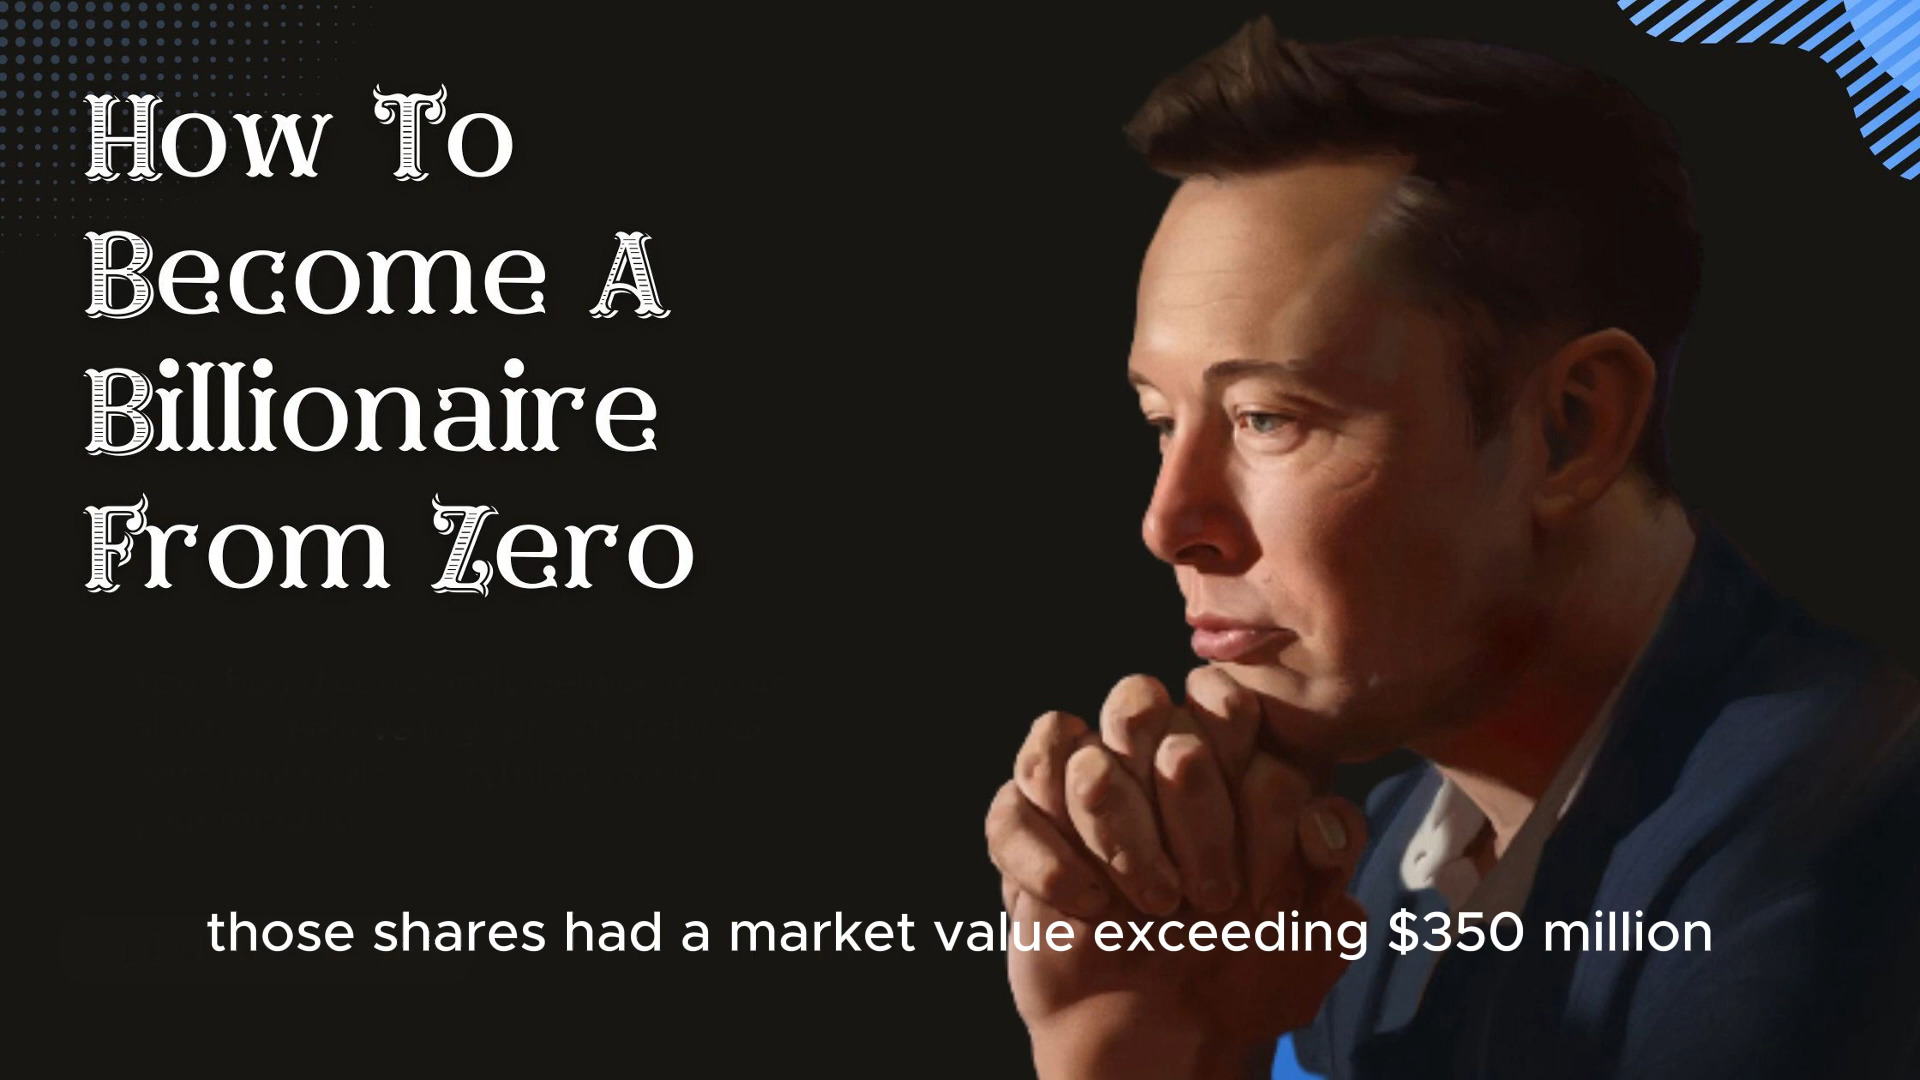 How To
Become A
Billionaire
From Zero
those shares had a market value exceeding $350 million